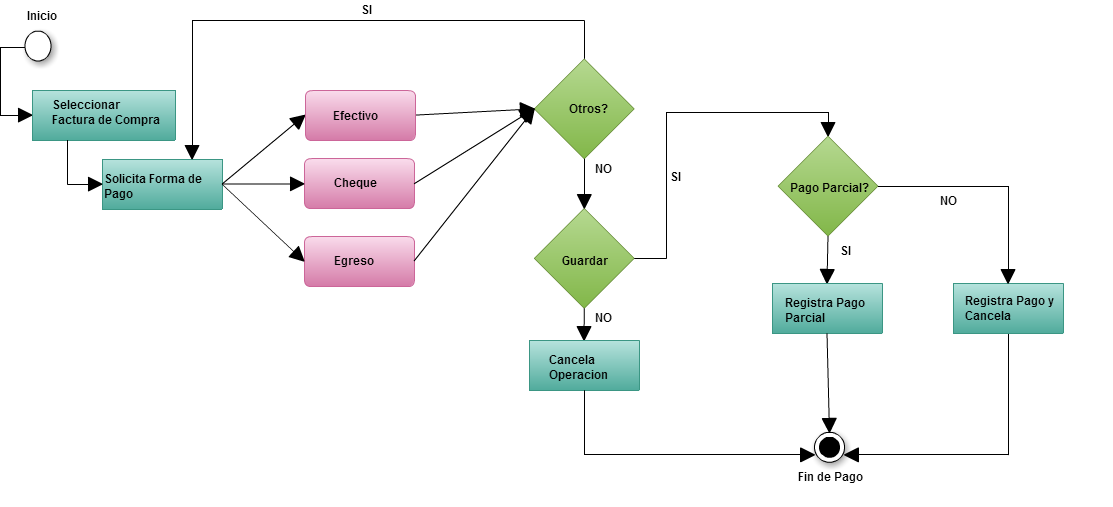 Inicio
SI
Seleccionar
Factura de Compra
Efectivo
Otros?
Solicita Forma de
Pago
Cheque
NO
SI
Pago Parcial?
NO
Egreso
Guardar
SI
NO
Registra Pago
Parcial
Registra Pago y
Cancela
Cancela
Operacion
Fin de Pago